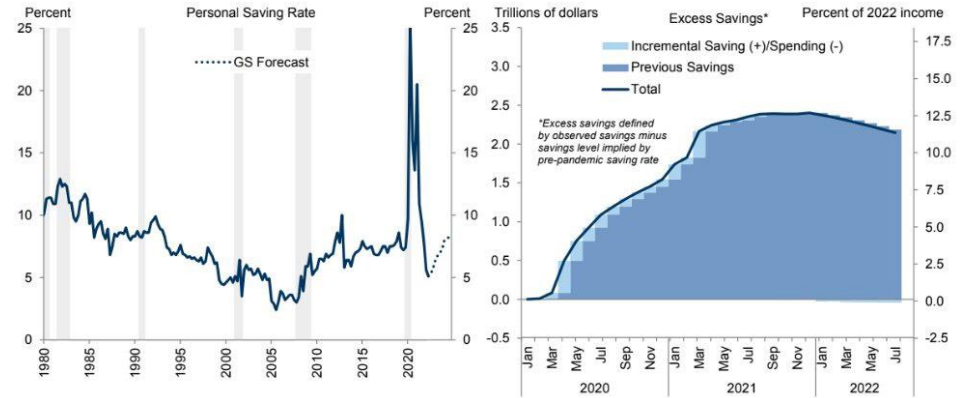 Percent
Personal Saving Rate
Percent
25
20
15
10
5
0
25
20
15
10
5
0
GS Forecast
1980
1985
1990
1995
2000
2005
2010
2015
2020
Trillions of dollars
Excess Savings*
Percent of 2022 income
3.5
3.0
2.5
2.0
1.5
1.0
0.5
0.0
-0.5
17.5
15.0
12.5
10.0
7.5
5.0
2.5
0.0
-2.5
Incremental Saving (+)/Spending (-)
Previous Savings
Total
*Excess savings defined
by observed savings minus
savings level implied by
pre-pandemic saving rate
Jan
Mar
May
Jul
Sep
Nov
Jan
Mar
May
Jul
Sep
Nov
Jan
Mar
May
Jul
2020
2021
2022